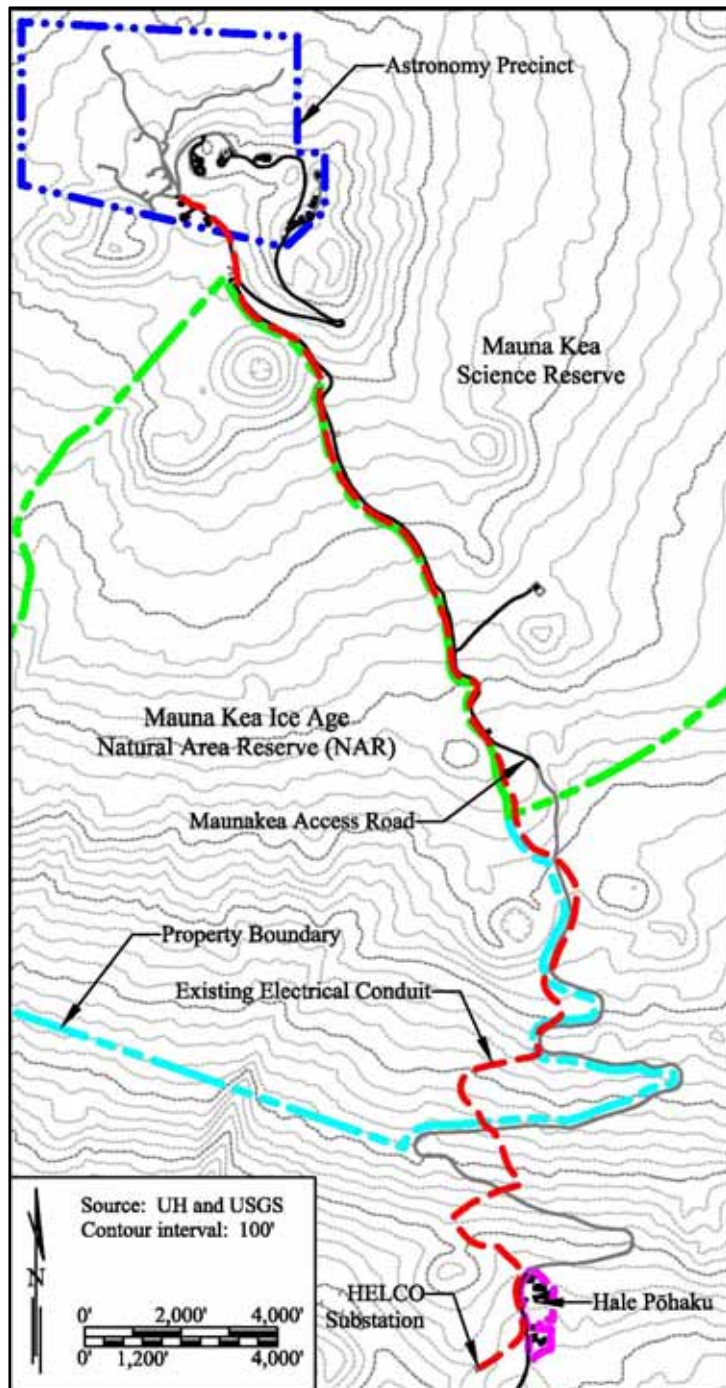 Astronomy Precinct
Mauna Kea
Science Reserve
Mauna Kea Ice Age
Natural Area Reserve (NAR)
Maunakea Access Road
Property Boundary
Existing Electrical Conduit
Source: UH and USGS
Contour interval: 100'
N
0' 2,000' 4,000'
0' 1,200' 4,000'
HELCO
Substation
Hale Pōhaku